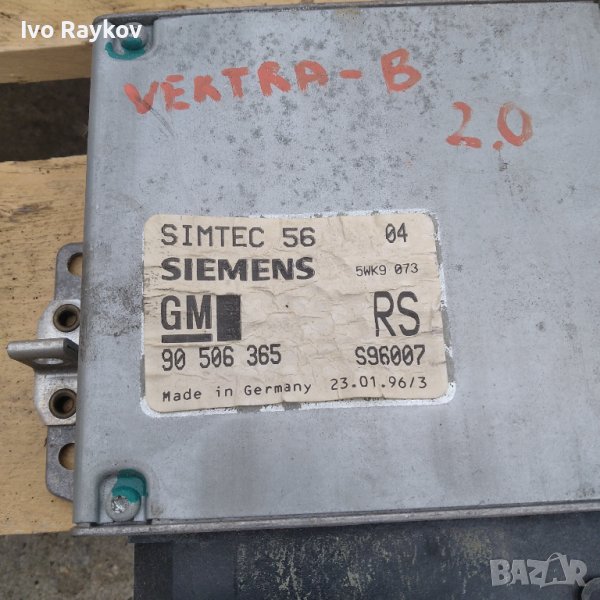 Ivo Raykov
VEKTRA-B
2.0
SIMTEC 56 04
SIEMENS 5WK9 073
GM RS
90 506 365 S96007
Made in Germany 23.01.96/3
BAZAR